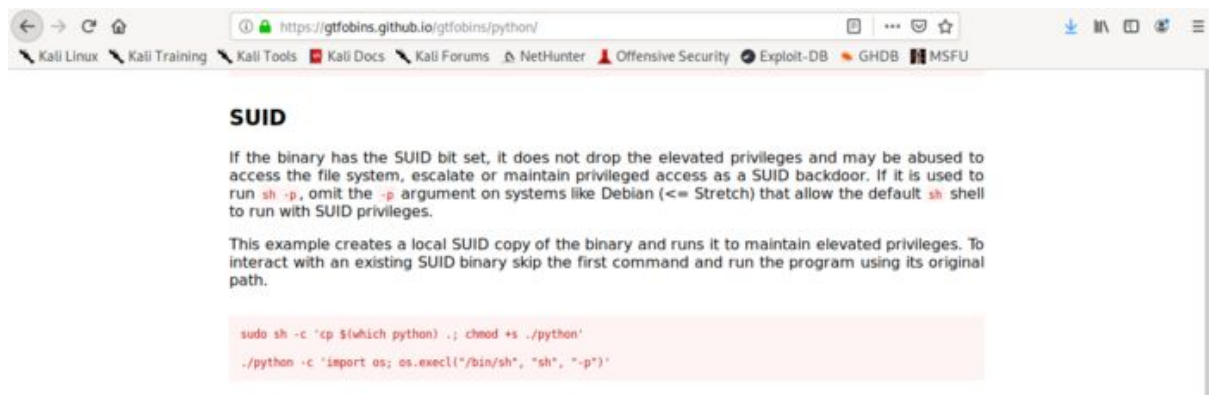 https://gtfobins.github.io/gtfobins/python/
Kali Linux Kali Training Kali Tools Kali Docs Kali Forums NetHunter Offensive Security Exploit-DB GHDB MSFU
SUID
If the binary has the SUID bit set, it does not drop the elevated privileges and may be abused to
access the file system, escalate or maintain privileged access as a SUID backdoor. If it is used to
run sh -p, omit the -p argument on systems like Debian (<= Stretch) that allow the default sh shell
to run with SUID privileges.
This example creates a local SUID copy of the binary and runs it to maintain elevated privileges. To
interact with an existing SUID binary skip the first command and run the program using its original
path.
sudo sh -c 'cp $(which python) .; chmod +s ./python'
./python -c 'import os; os.execl("/bin/sh", "sh", "-p")'